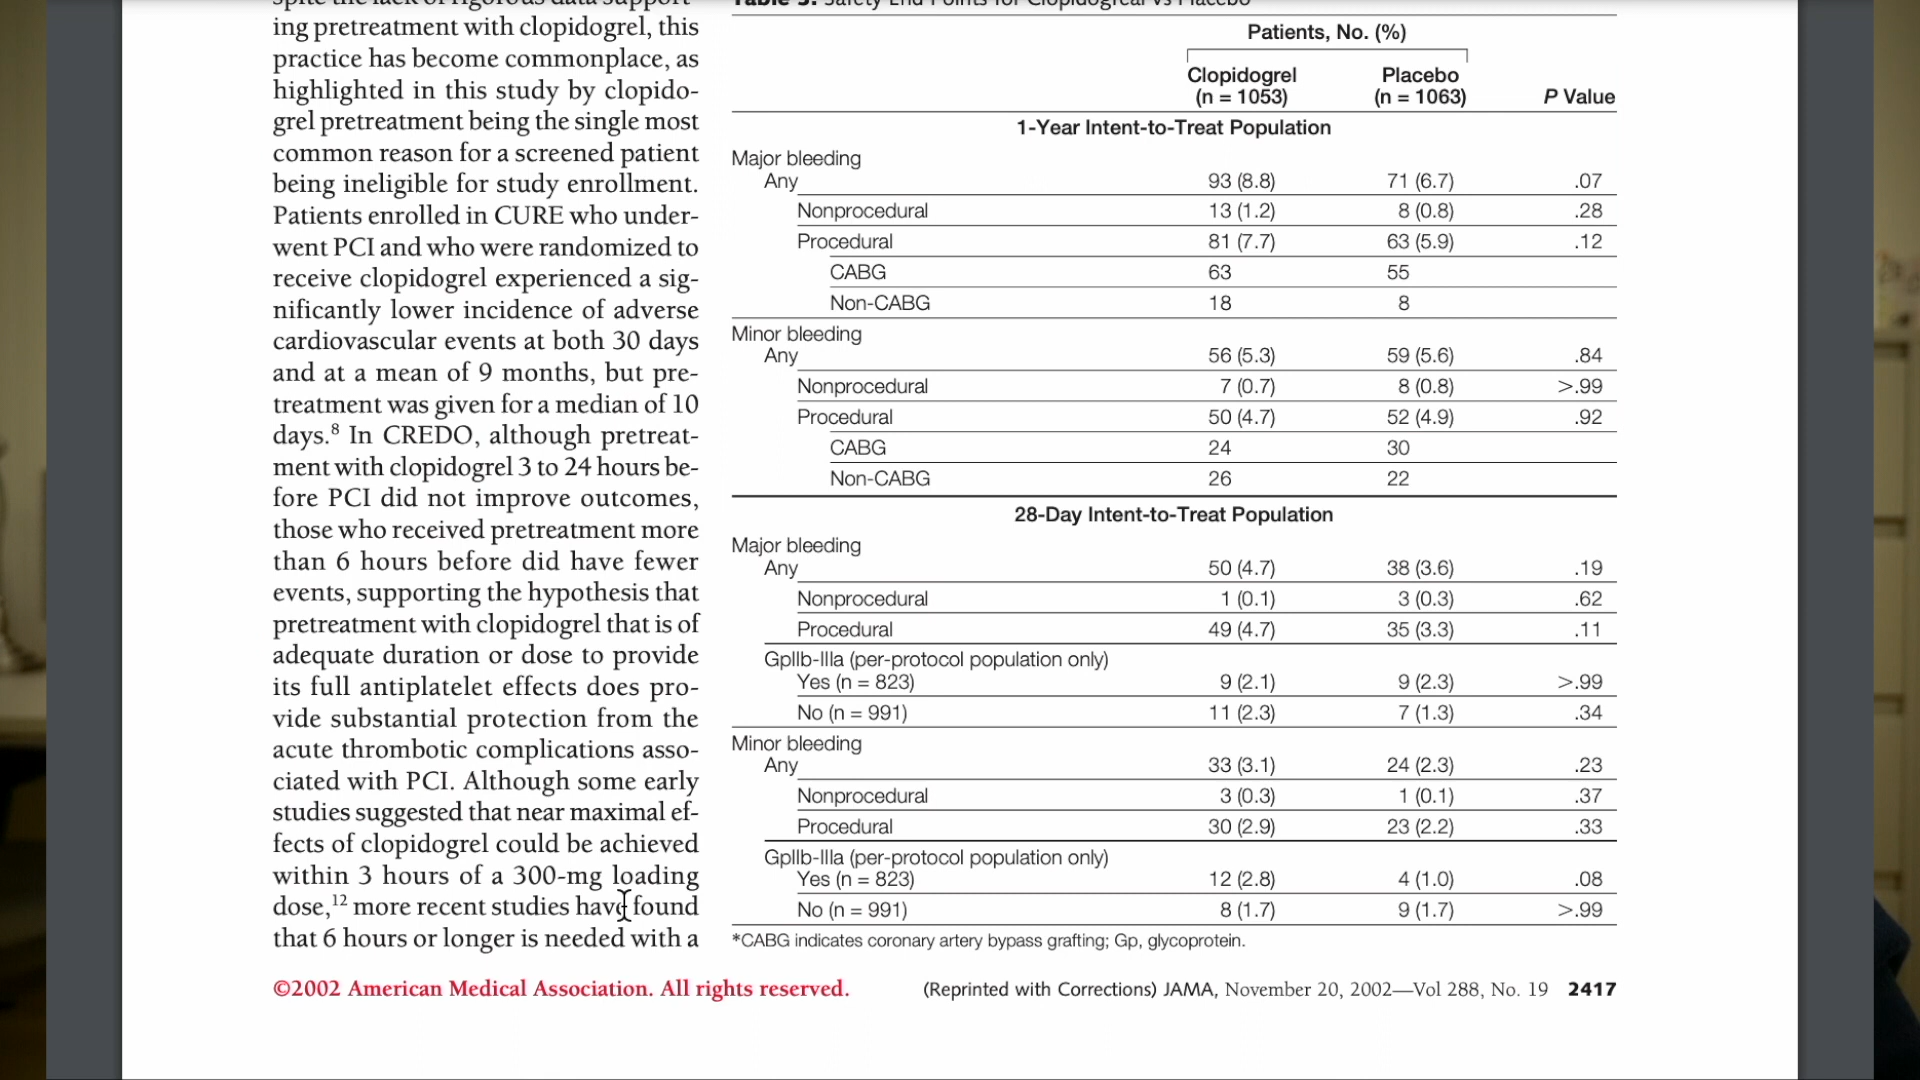 spite the lack of rigorous data support-
ing pretreatment with clopidogrel, this
practice has become commonplace, as
highlighted in this study by clopido-
grel pretreatment being the single most
common reason for a screened patient
being ineligible for study enrollment.
Patients enrolled in CURE who under-
went PCI and who were randomized to
receive clopidogrel experienced a sig-
nificantly lower incidence of adverse
cardiovascular events at both 30 days
and at a mean of 9 months, but pre-
treatment was given for a median of 10
days.8 In CREDO, although pretreat-
ment with clopidogrel 3 to 24 hours be-
fore PCI did not improve outcomes,
those who received pretreatment more
than 6 hours before did have fewer
events, supporting the hypothesis that
pretreatment with clopidogrel that is of
adequate duration or dose to provide
its full antiplatelet effects does pro-
vide substantial protection from the
acute thrombotic complications asso-
ciated with PCI. Although some early
studies suggested that near maximal ef-
fects of clopidogrel could be achieved
within 3 hours of a 300-mg loading
dose,12 more recent studies have found
that 6 hours or longer is needed with a
Table 3. Safety End Points for Clopidogreal vs Placebo
Patients, No. (%)
Clopidogrel Placebo
(n = 1053) (n = 1063) P Value
1-Year Intent-to-Treat Population
Major bleeding
Any 93 (8.8) 71 (6.7) .07
Nonprocedural 13 (1.2) 8 (0.8) .28
Procedural 81 (7.7) 63 (5.9) .12
CABG 63 55
Non-CABG 18 8
Minor bleeding
Any 56 (5.3) 59 (5.6) .84
Nonprocedural 7 (0.7) 8 (0.8) >.99
Procedural 50 (4.7) 52 (4.9) .92
CABG 24 30
Non-CABG 26 22
28-Day Intent-to-Treat Population
Major bleeding
Any 50 (4.7) 38 (3.6) .19
Nonprocedural 1 (0.1) 3 (0.3) .62
Procedural 49 (4.7) 35 (3.3) .11
GpIIb-IIIa (per-protocol population only)
Yes (n = 823) 9 (2.1) 9 (2.3) >.99
No (n = 991) 11 (2.3) 7 (1.3) .34
Minor bleeding
Any 33 (3.1) 24 (2.3) .23
Nonprocedural 3 (0.3) 1 (0.1) .37
Procedural 30 (2.9) 23 (2.2) .33
GpIIb-IIIa (per-protocol population only)
Yes (n = 823) 12 (2.8) 4 (1.0) .08
No (n = 991) 8 (1.7) 9 (1.7) >.99
*CABG indicates coronary artery bypass grafting; Gp, glycoprotein.
©2002 American Medical Association. All rights reserved.
(Reprinted with Corrections) JAMA, November 20, 2002—Vol 288, No. 19 2417